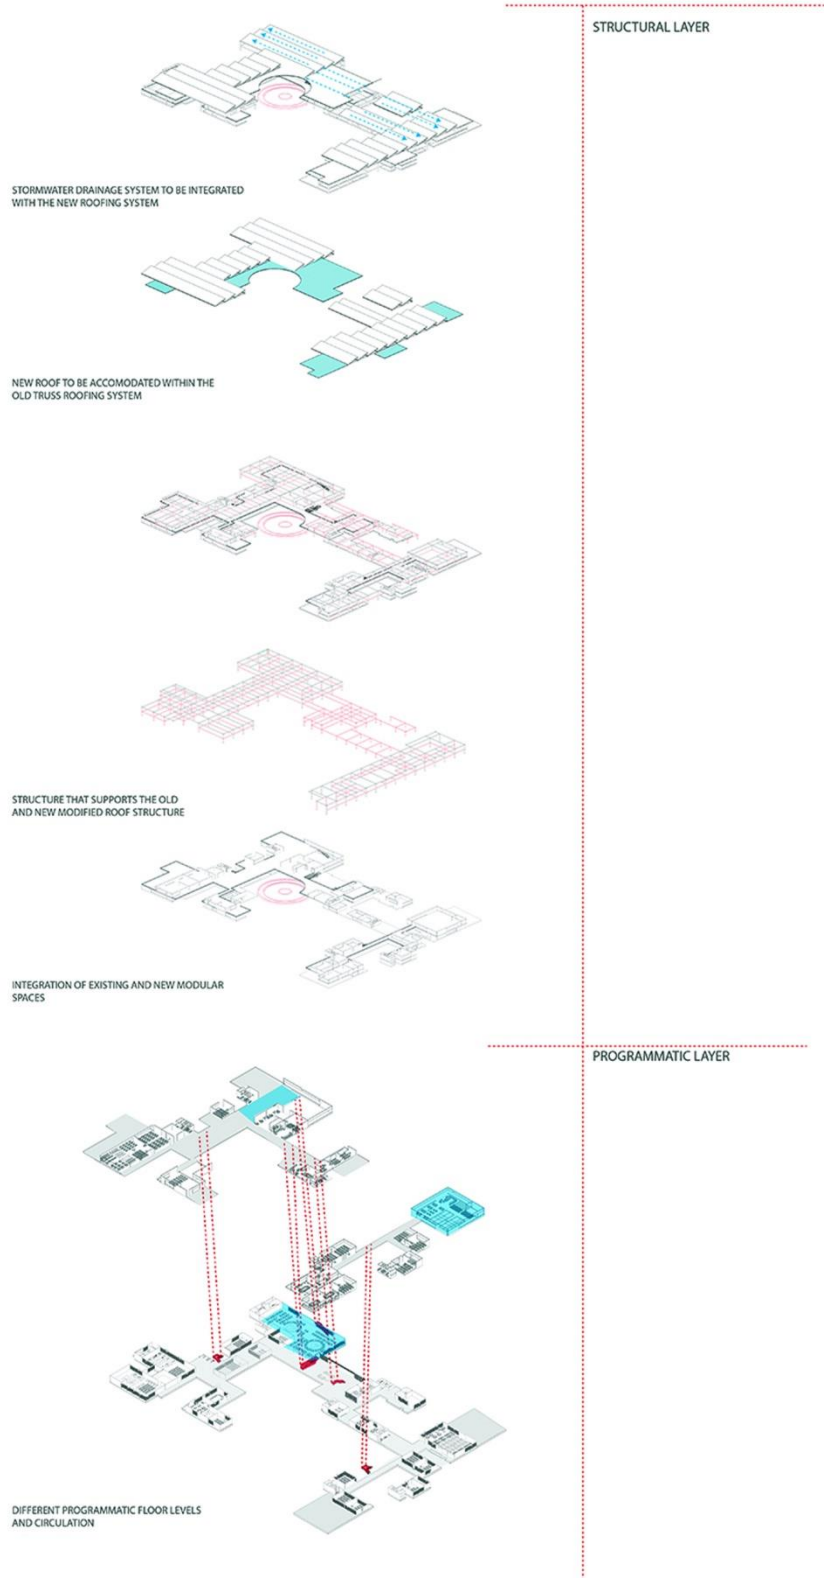 STRUCTURAL LAYER
STORMWATER DRAINAGE SYSTEM TO BE INTEGRATED
WITH THE NEW ROOFING SYSTEM
NEW ROOF TO BE ACCOMODATED WITHIN THE
OLD TRUSS ROOFING SYSTEM
STRUCTURE THAT SUPPORTS THE OLD
AND NEW MODIFIED ROOF STRUCTURE
INTEGRATION OF EXISTING AND NEW MODULAR
SPACES
PROGRAMMATIC LAYER
DIFFERENT PROGRAMMATIC FLOOR LEVELS
AND CIRCULATION